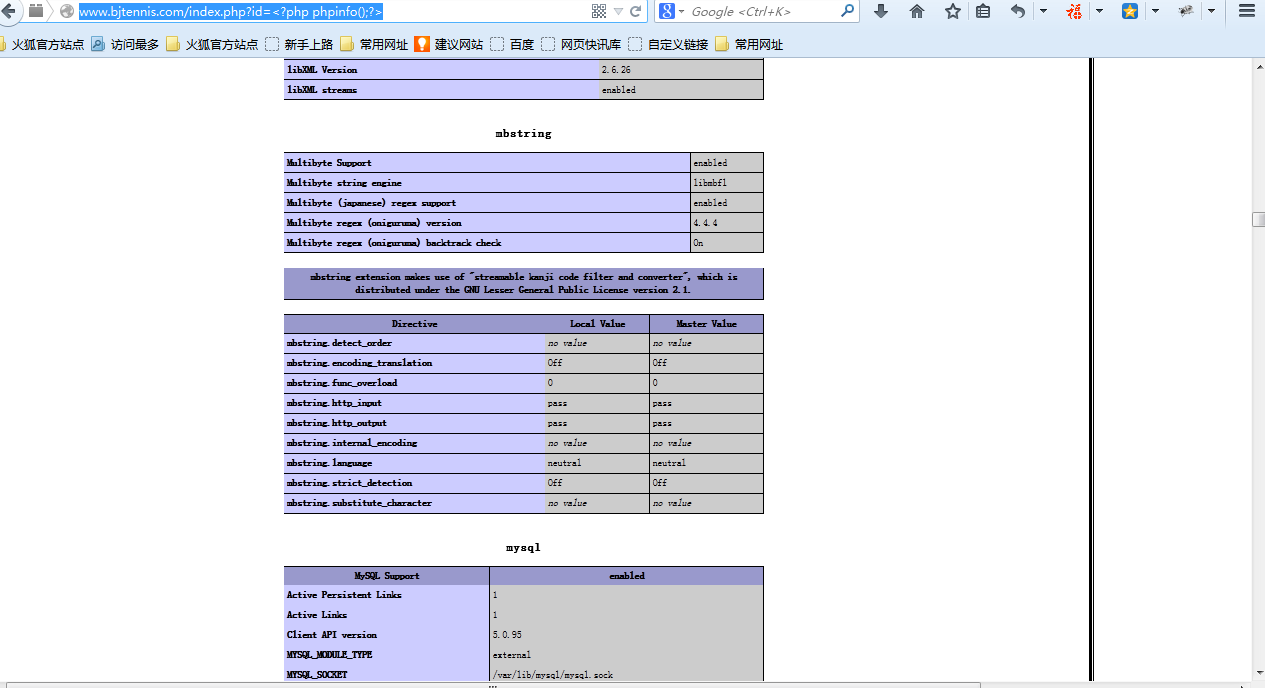 www.bjtennis.com/index.php?id=<?php phpinfo();?>
Google <Ctrl+K>
火狐官方站点 访问最多 火狐官方站点 新手上路 常用网址 建议网站 百度 网页快讯库 自定义链接 常用网址
libXML Version 2.6.26
libXML streams enabled
mbstring
Multibyte Support enabled
Multibyte string engine libmbfl
Multibyte (japanese) regex support enabled
Multibyte regex (oniguruma) version 4.4.4
Multibyte regex (oniguruma) backtrack check On
mbstring extension makes use of "streamable kanji code filter and converter", which is
distributed under the GNU Lesser General Public License version 2.1.
Directive Local Value Master Value
mbstring.detect_order no value no value
mbstring.encoding_translation Off Off
mbstring.func_overload 0 0
mbstring.http_input pass pass
mbstring.http_output pass pass
mbstring.internal_encoding no value no value
mbstring.language neutral neutral
mbstring.strict_detection Off Off
mbstring.substitute_character no value no value
mysql
MySQL Support enabled
Active Persistent Links 1
Active Links 1
Client API version 5.0.95
MYSQL_MODULE_TYPE external
MYSQL_SOCKET /var/lib/mysql/mysql.sock